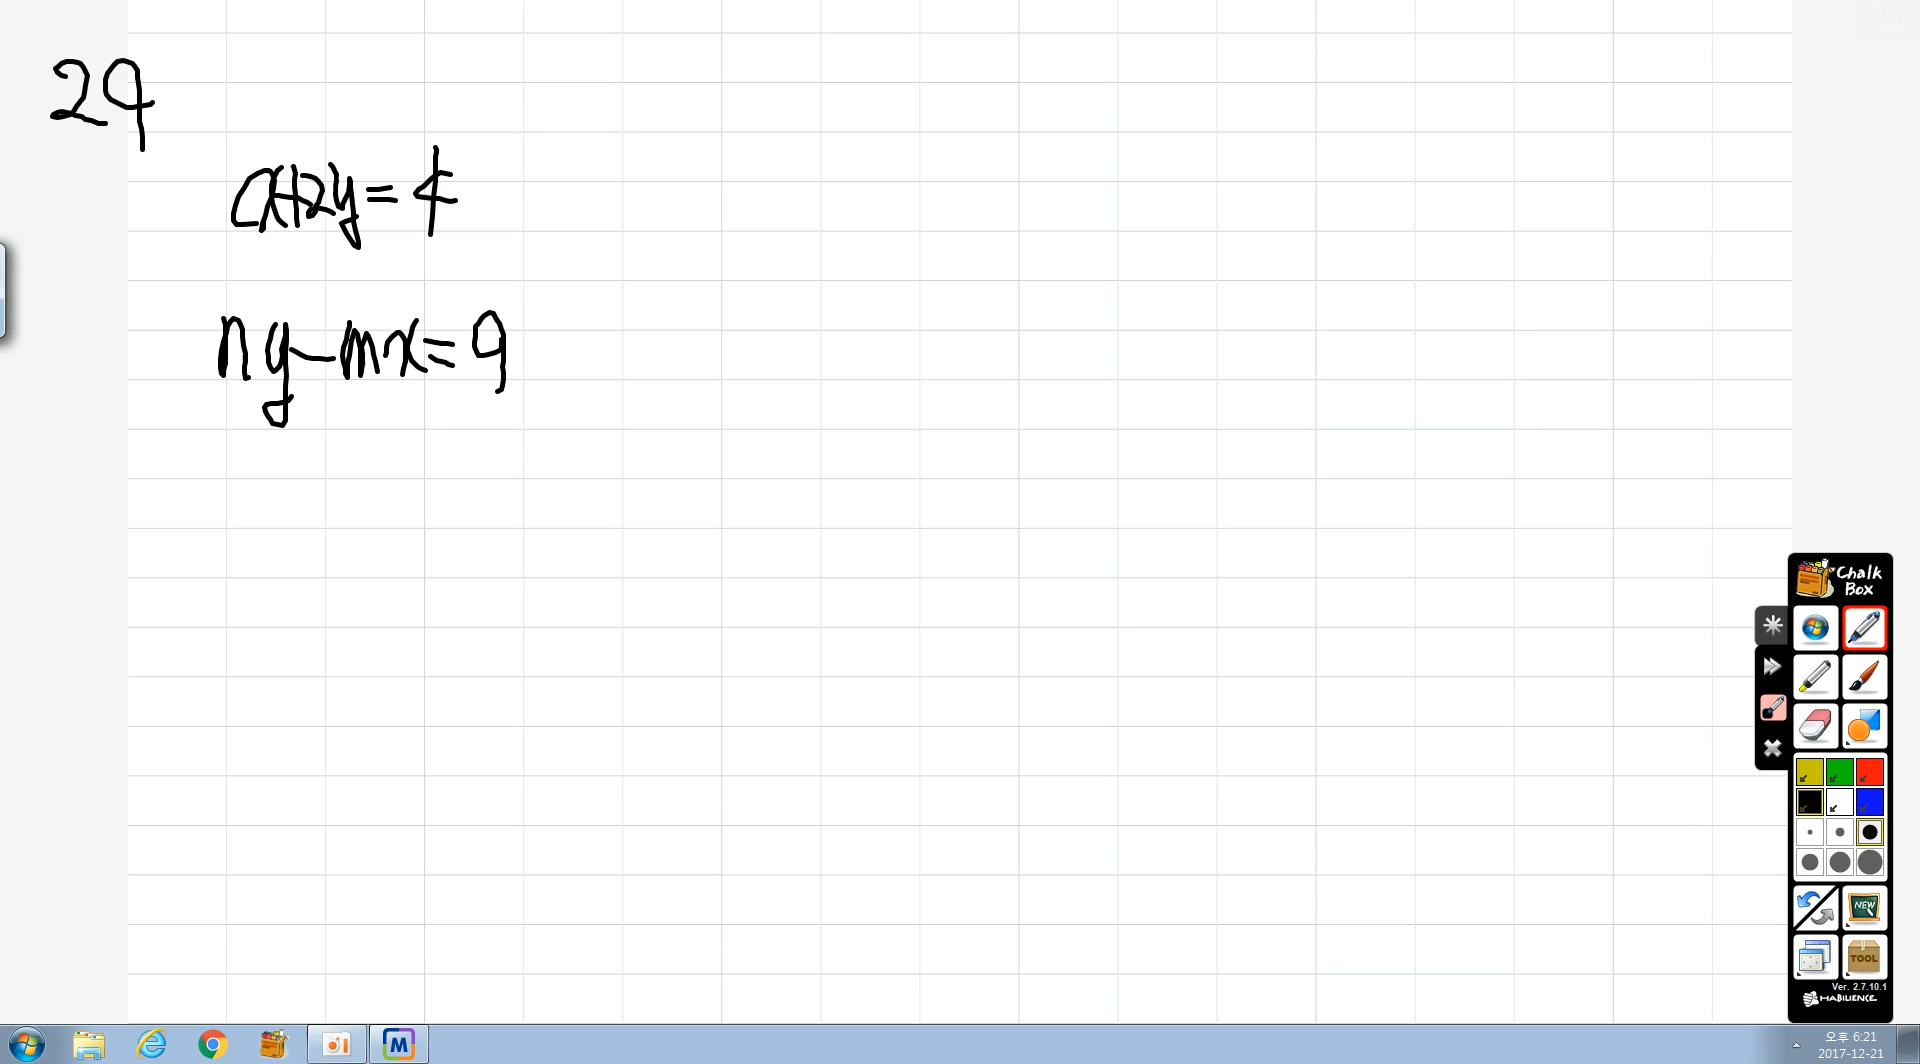 29
x+2y=4
ny-mx=9
Chalk
Box
NEW
TOOL
Ver. 2.7.10.1
HABILIENCE
M
오후 6:21
2017-12-21